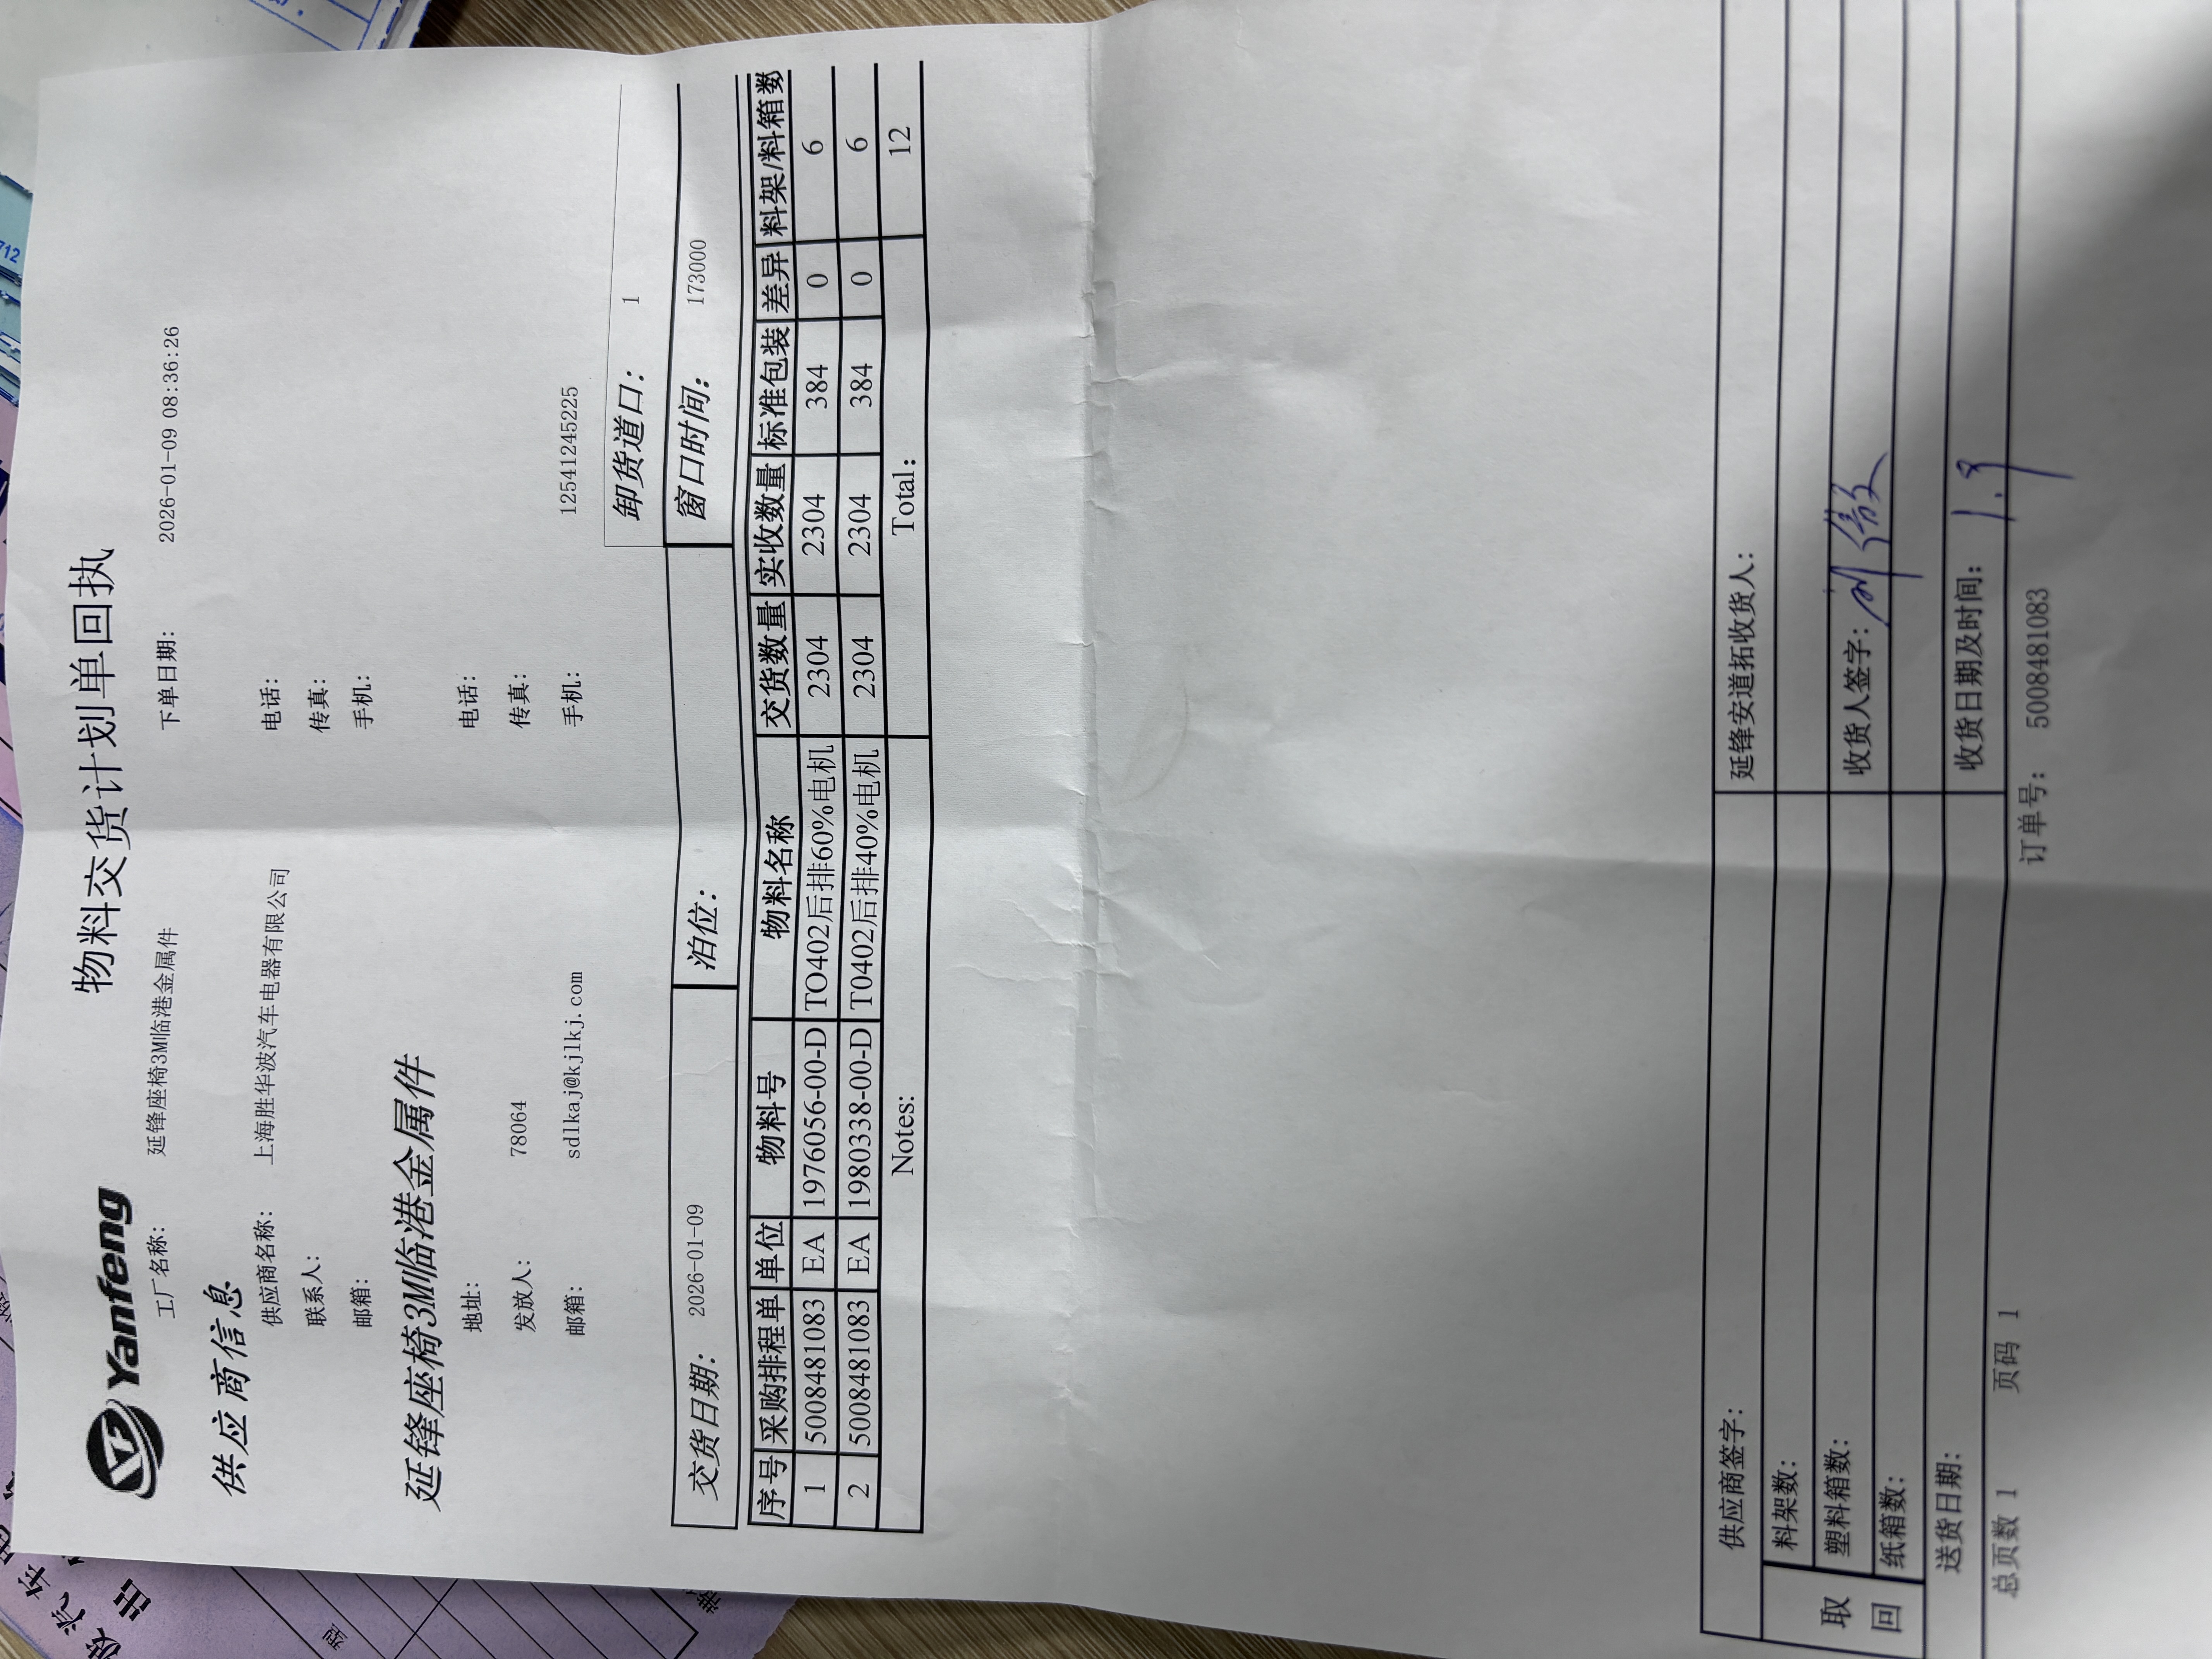 Yanfeng
物料交货计划单回执
工厂名称: 延锋座椅3M临港金属件 下单日期: 2026-01-09 08:36:26
供应商信息
供应商名称: 上海胜华波汽车电器有限公司 电话:
联系人: 传真:
邮箱: 手机:
延锋座椅3M临港金属件
地址: 电话:
发放人: 78064 传真:
邮箱: sdlkaj@kjlkj.com 手机: 12541245225
卸货道口: 1
交货日期: 2026-01-09 泊位: 窗口时间: 173000
序号 采购排程单 单位 物料号 物料名称 交货数量 实收数量 标准包装 差异 料架/料箱数
1 5008481083 EA 1976056-00-D TO402后排60%电机 2304 2304 384 0 6
2 5008481083 EA 1980338-00-D T0402后排40%电机 2304 2304 384 0 6
Notes: Total: 12
供应商签字: 延锋安道拓收货人:
取回
料架数:
塑料箱数: 收货人签字:
纸箱数:
送货日期: 收货日期及时间: 1.9
总页数 1 页码 1 订单号: 5008481083